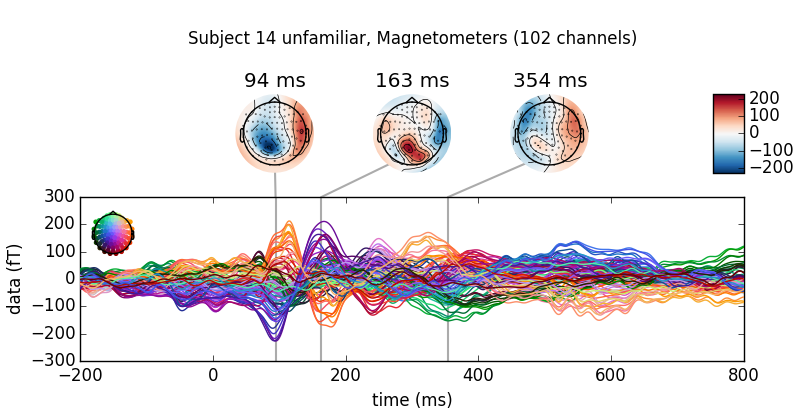 Subject 14 unfamiliar, Magnetometers (102 channels)
94 ms 163 ms 354 ms
200
100
0
−100
−200
300
200
100
0
−100
−200
−300
data (fT)
−200 0 200 400 600 800
time (ms)